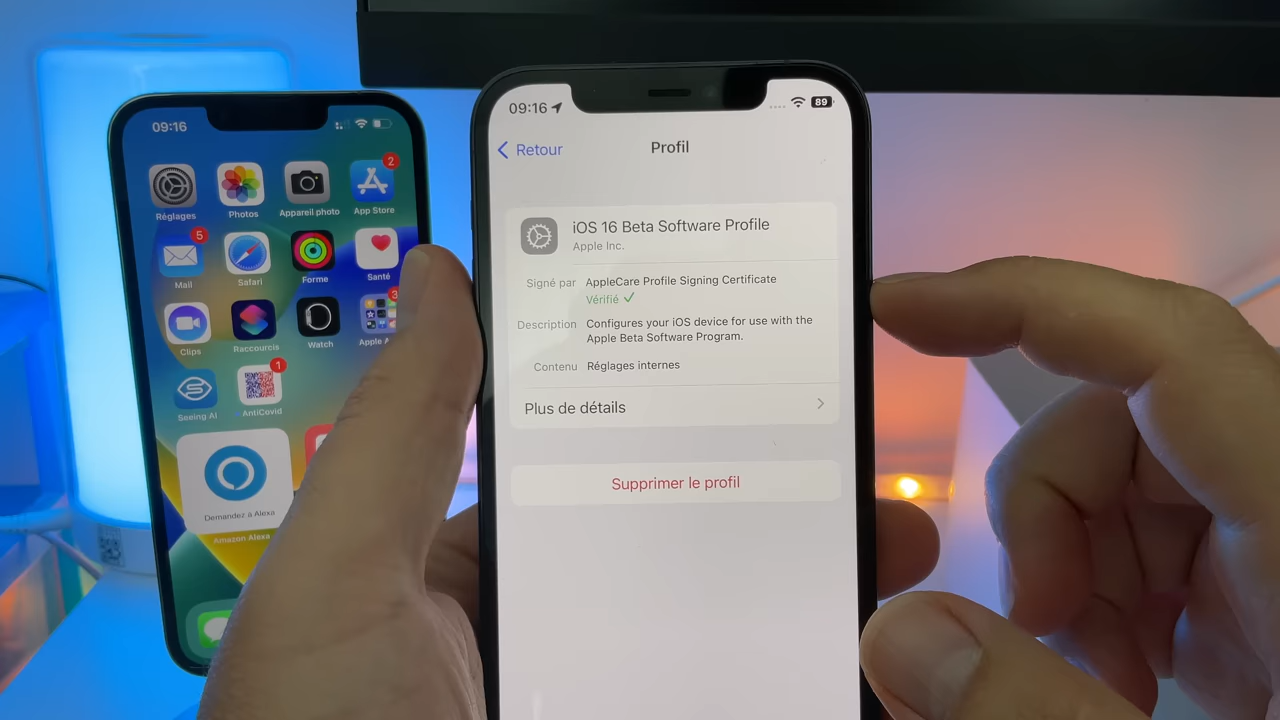 09:16
Réglages
Photos
Appareil photo
App Store
2
Mail
5
Safari
Forme
Santé
Clips
Raccourcis
Watch
Apple
3
Seeing AI
AntiCovid
1
Demandez à Alexa
Amazon Alexa
09:16
89
Retour
Profil
iOS 16 Beta Software Profile
Apple Inc.
Signé par AppleCare Profile Signing Certificate
Vérifié
Description Configures your iOS device for use with the
Apple Beta Software Program.
Contenu Réglages internes
Plus de détails
Supprimer le profil